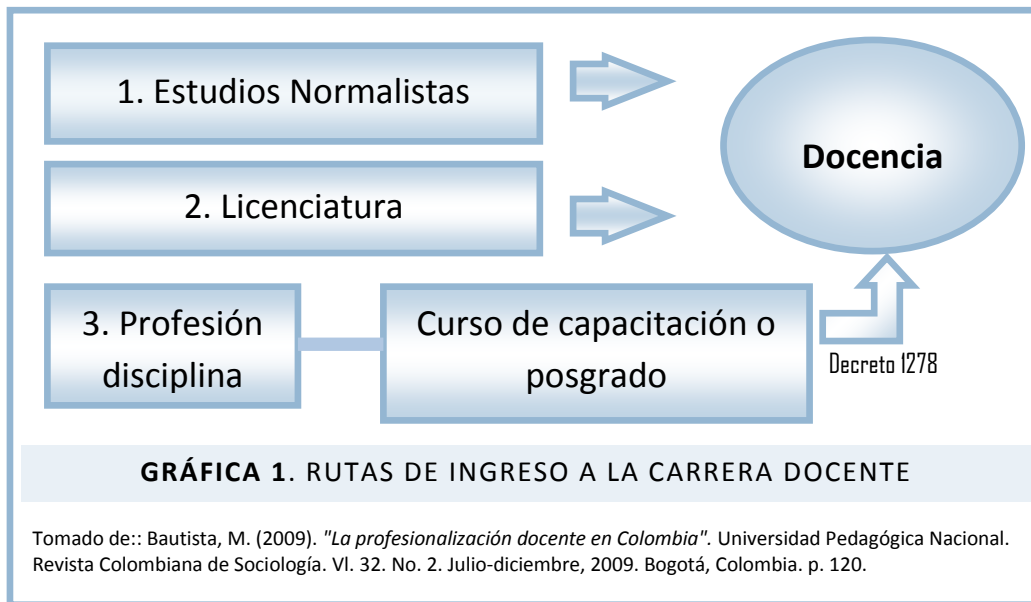 1. Estudios Normalistas
2. Licenciatura
Docencia
3. Profesión
disciplina
Curso de capacitación o
posgrado
Decreto 1278
GRÁFICA 1. RUTAS DE INGRESO A LA CARRERA DOCENTE
Tomado de:: Bautista, M. (2009). "La profesionalización docente en Colombia". Universidad Pedagógica Nacional.
Revista Colombiana de Sociología. Vl. 32. No. 2. Julio-diciembre, 2009. Bogotá, Colombia. p. 120.